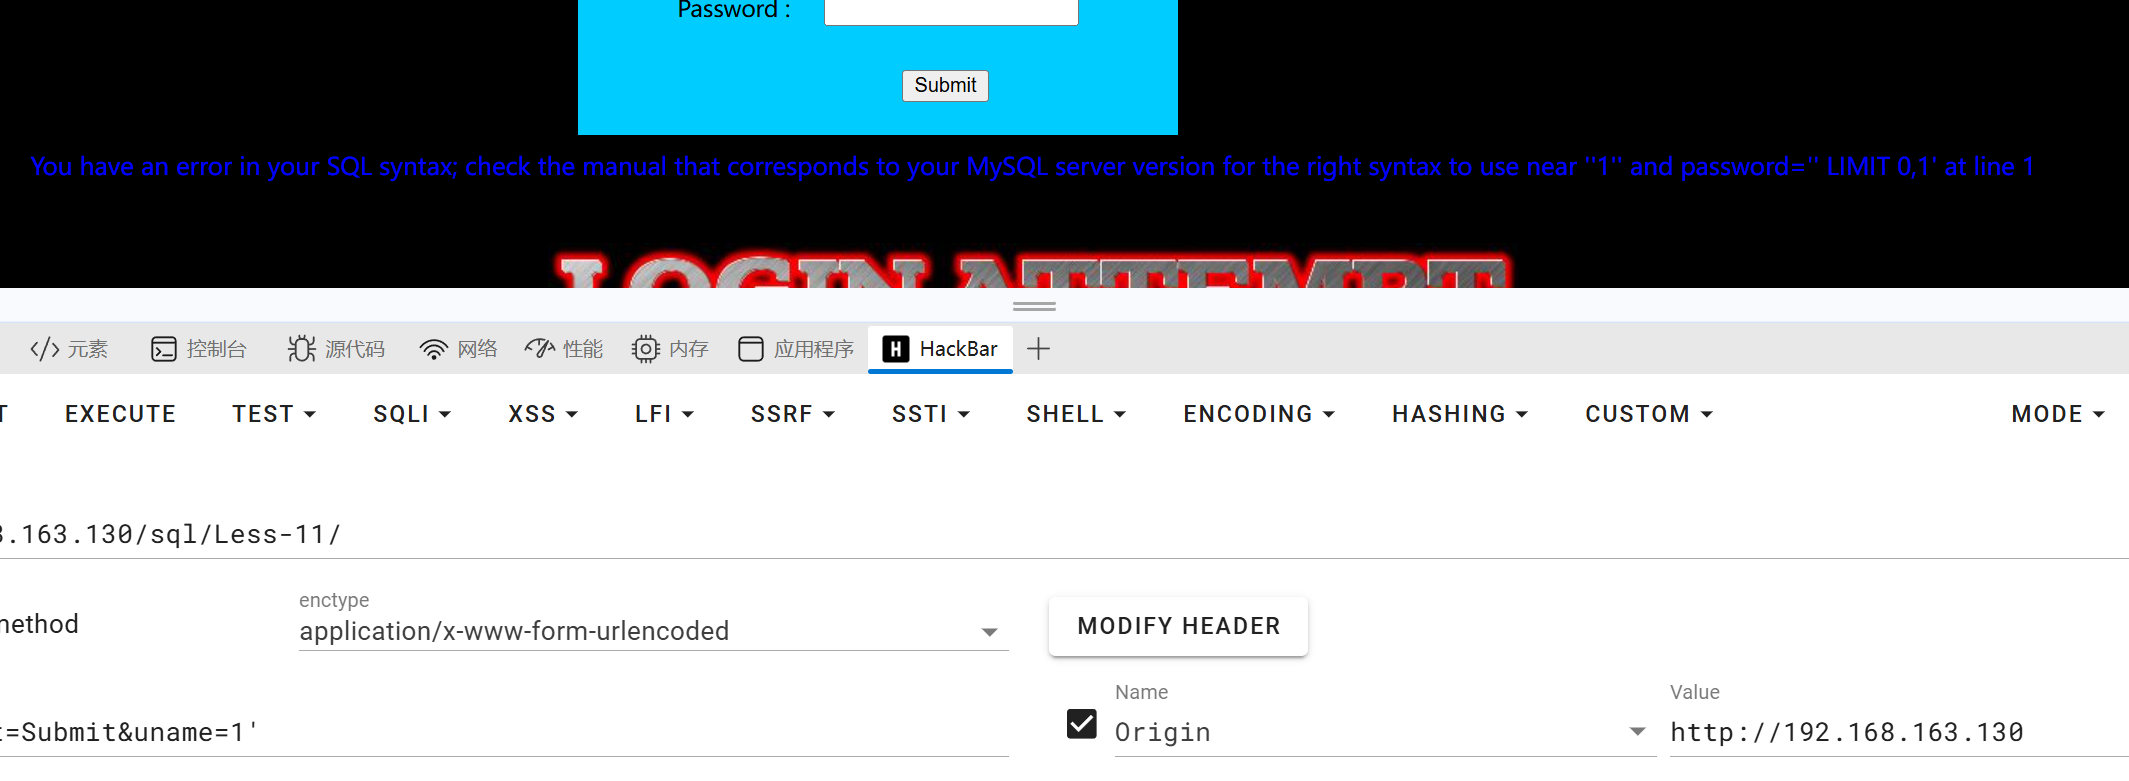 Password :
Submit
You have an error in your SQL syntax; check the manual that corresponds to your MySQL server version for the right syntax to use near ''1'' and password='' LIMIT 0,1' at line 1
LOGIN ATTEMPT
元素 控制台 源代码 网络 性能 内存 应用程序 HackBar
T EXECUTE TEST SQLI XSS LFI SSRF SSTI SHELL ENCODING HASHING CUSTOM MODE
3.163.130/sql/Less-11/
enctype
method application/x-www-form-urlencoded MODIFY HEADER
Name Value
t=Submit&uname=1' Origin http://192.168.163.130